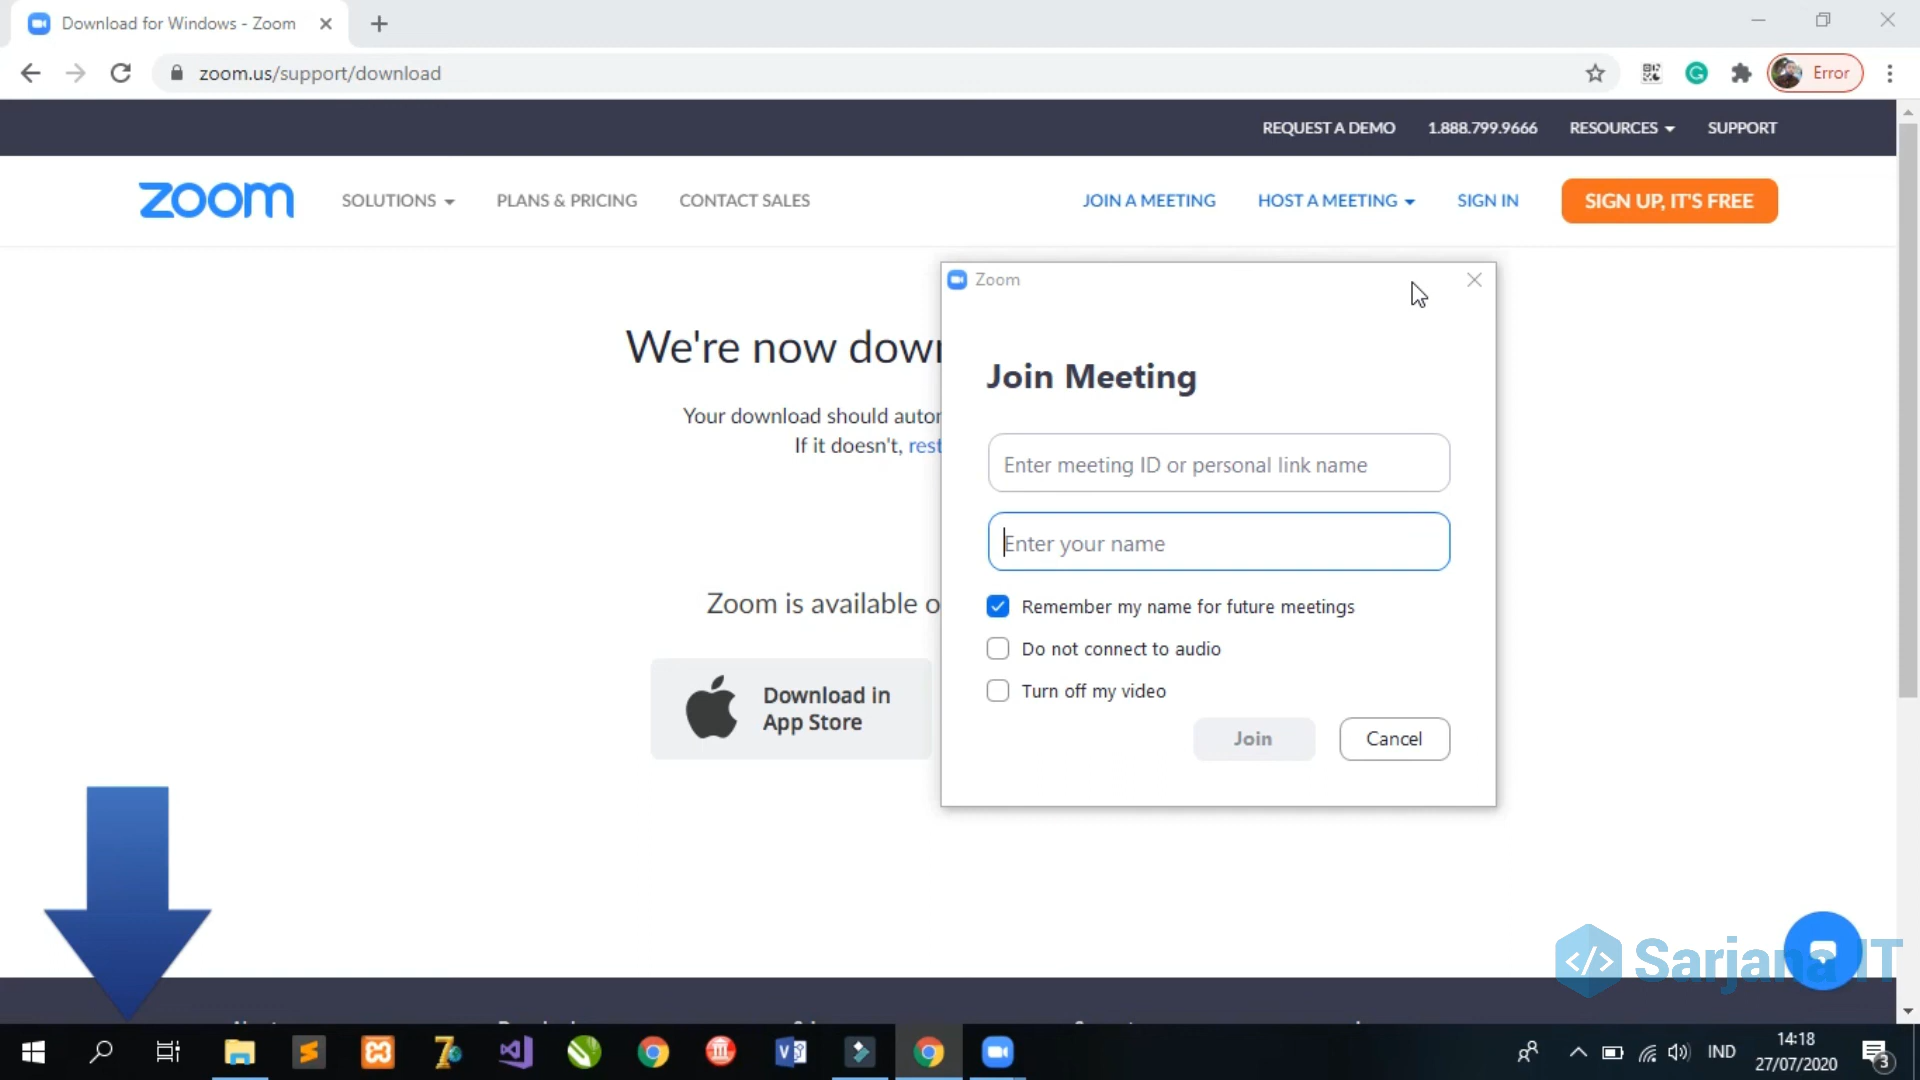 Download for Windows - Zoom
zoom.us/support/download
Error
REQUEST A DEMO
1.888.799.9666
RESOURCES
SUPPORT
zoom
SOLUTIONS
PLANS & PRICING
CONTACT SALES
JOIN A MEETING
HOST A MEETING
SIGN IN
SIGN UP, IT'S FREE
Zoom
We're now
Your download should
If it doesn't,
Join Meeting
Enter meeting ID or personal link name
Enter your name
Zoom is available
Remember my name for future meetings
Do not connect to audio
Turn off my video
Download in
App Store
Join
Cancel
</> Sarjana IT
IND
14:18
27/07/2020
3